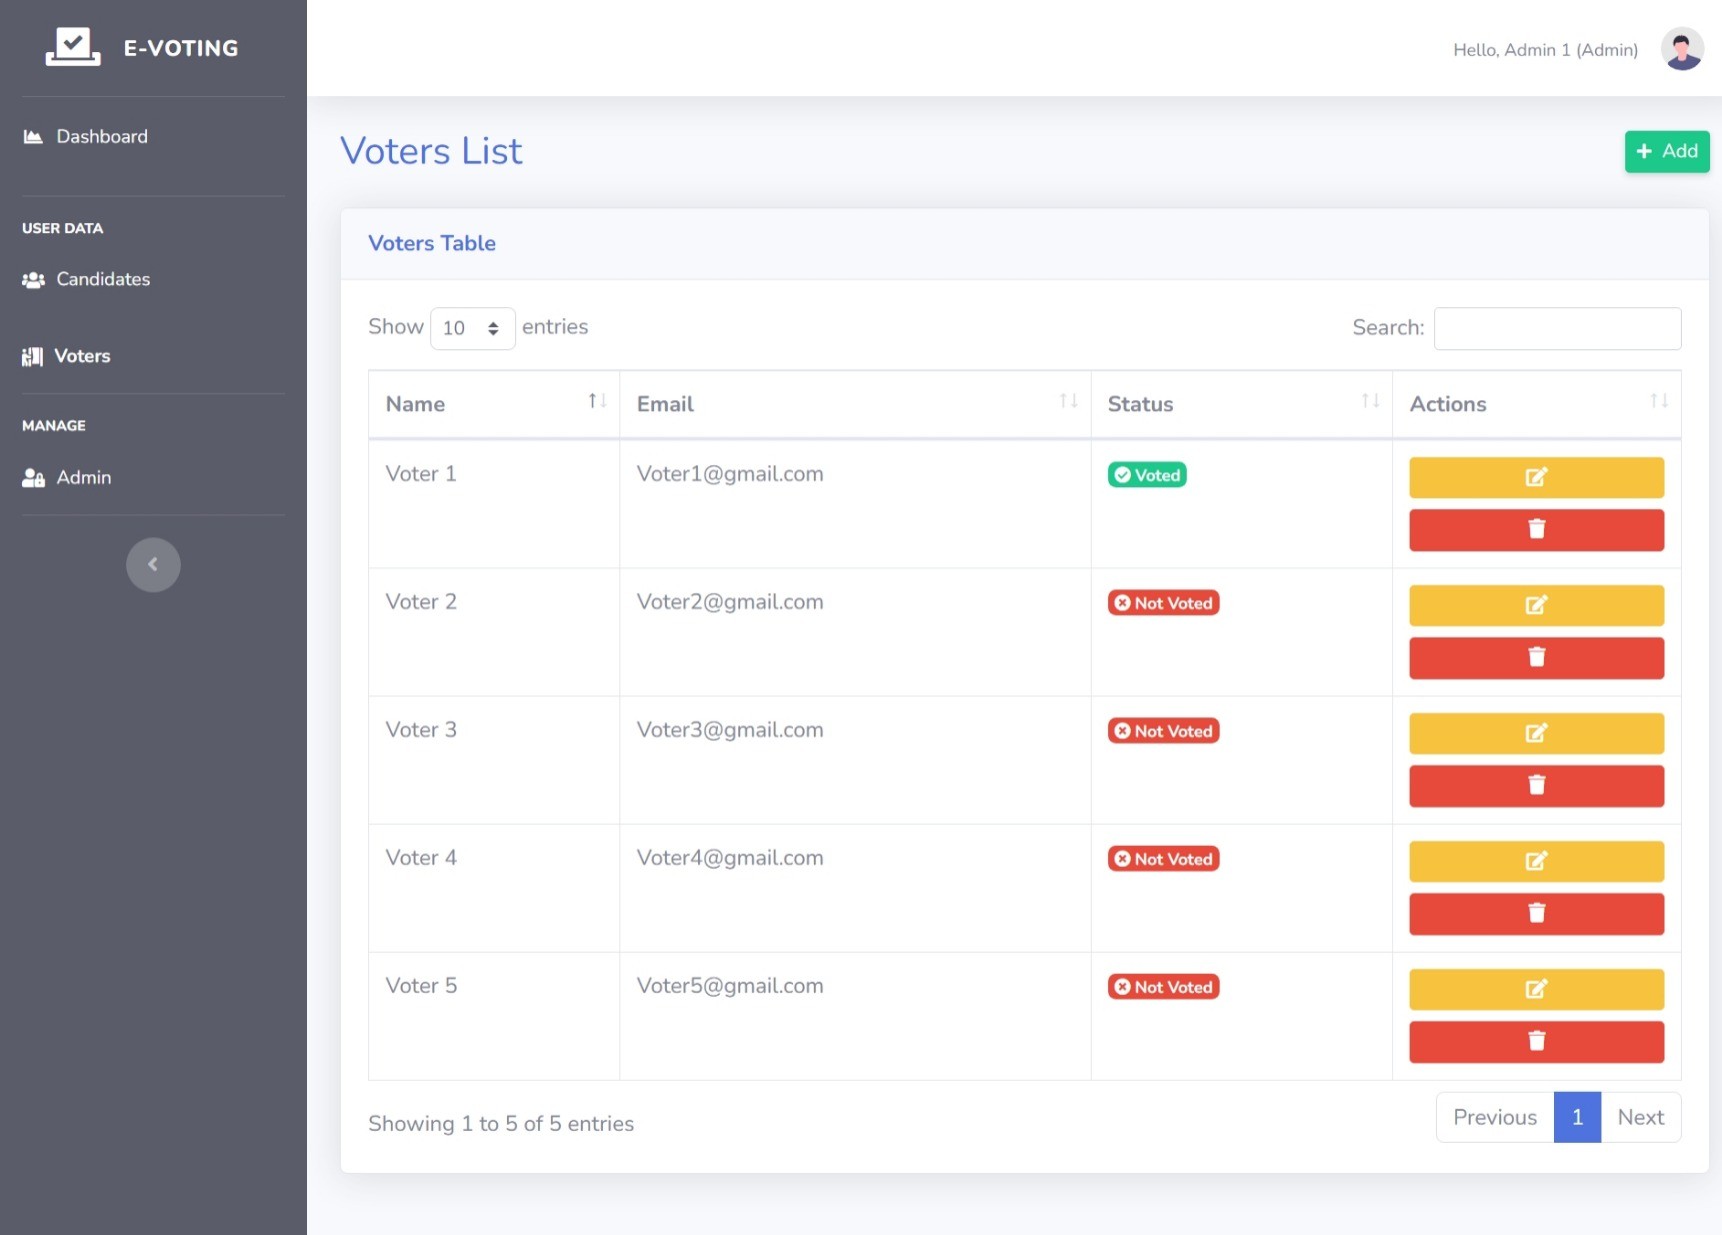 E-VOTING
Hello, Admin 1 (Admin)
Dashboard
USER DATA
Candidates
Voters
MANAGE
Admin
Voters List
Add
Voters Table
Show 10 entries
Search:
Name Email Status Actions
Voter 1 Voter1@gmail.com Voted
Voter 2 Voter2@gmail.com Not Voted
Voter 3 Voter3@gmail.com Not Voted
Voter 4 Voter4@gmail.com Not Voted
Voter 5 Voter5@gmail.com Not Voted
Showing 1 to 5 of 5 entries
Previous 1 Next